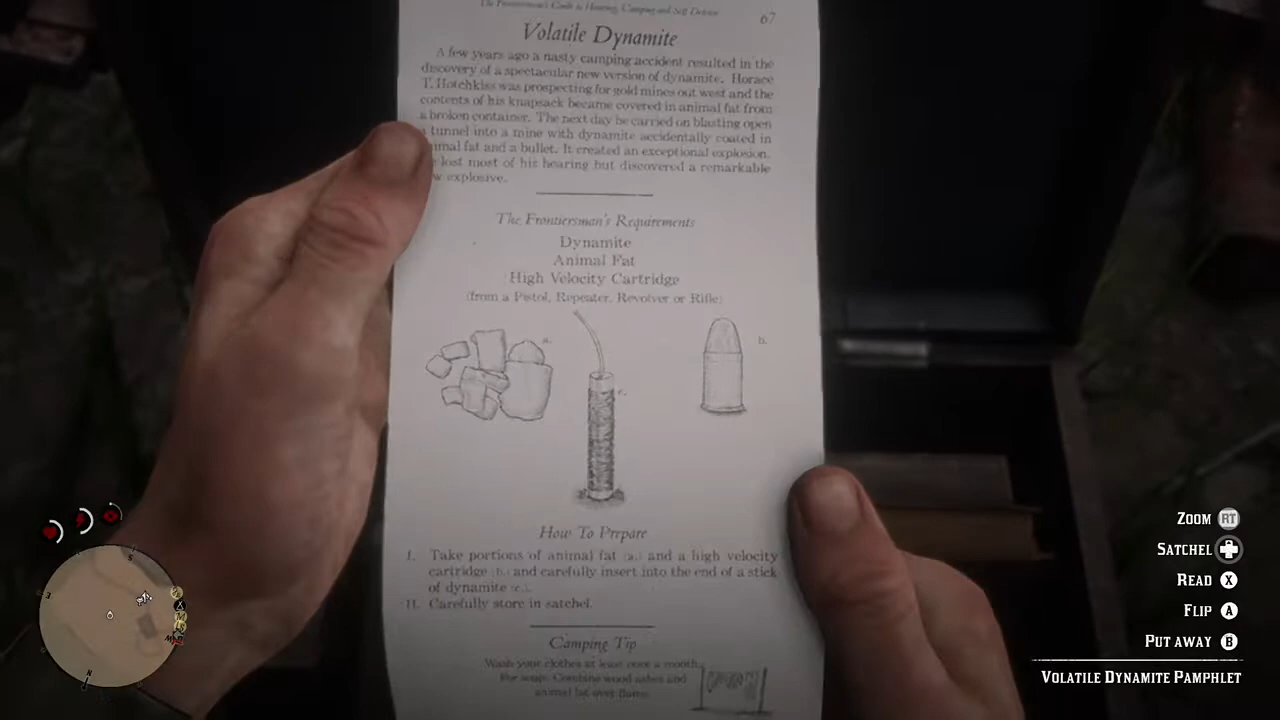 The Frontiersman's Guide to Hunting, Camping and Self Defense
67
Volatile Dynamite
A few years ago a nasty camping accident resulted in the
discovery of a spectacular new version of dynamite. Horace
T. Hotchkiss was prospecting for gold mines out west and the
contents of his knapsack became covered in animal fat from
a broken container. The next day he carried on blasting open
tunnel into a mine with dynamite accidentally coated in
imal fat and a bullet. It created an exceptional explosion.
lost most of his hearing but discovered a remarkable
w explosive.
The Frontiersman's Requirements
Dynamite
Animal Fat
High Velocity Cartridge
(from a Pistol, Repeater, Revolver or Rifle)
a.
b.
c.
How To Prepare
I. Take portions of animal fat (a.) and a high velocity
cartridge (b.) and carefully insert into the end of a stick
of dynamite (c.).
II. Carefully store in satchel.
Camping Tip
Wash your clothes at least once a month.
For soap: Combine wood ashes and
animal fat over flame.
ZOOM RT
SATCHEL
READ X
FLIP A
PUT AWAY B
VOLATILE DYNAMITE PAMPHLET
S
E
N